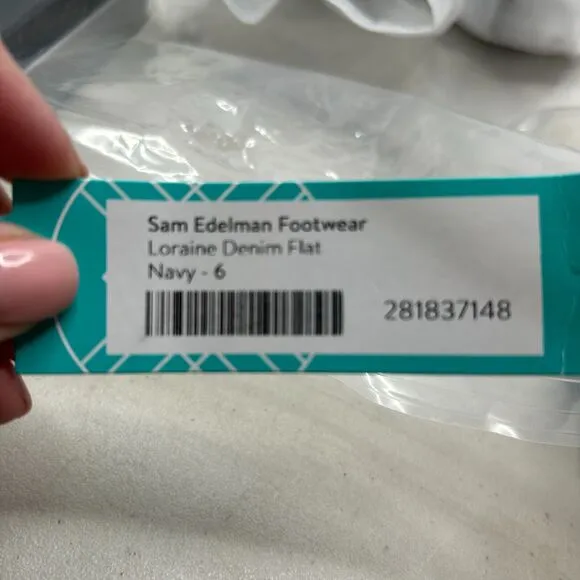 Sam Edelman Footwear
Loraine Denim Flat
Navy - 6
281837148